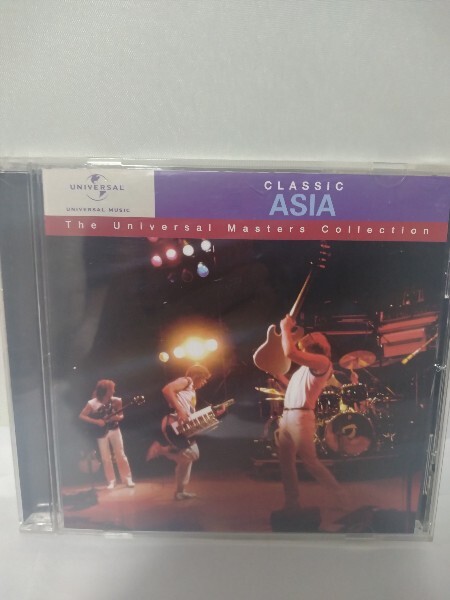 UNIVERSAL
UNIVERSAL MUSIC
CLASSIC
ASIA
The Universal Masters Collection